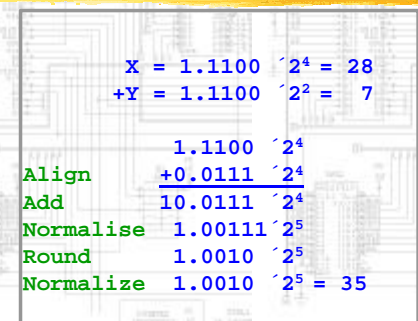 X = 1.1100 ´2⁴ = 28
+Y = 1.1100 ´2² = 7
1.1100 ´2⁴
Align +0.0111 ´2⁴
Add 10.0111 ´2⁴
Normalise 1.00111´2⁵
Round 1.0010 ´2⁵
Normalize 1.0010 ´2⁵ = 35